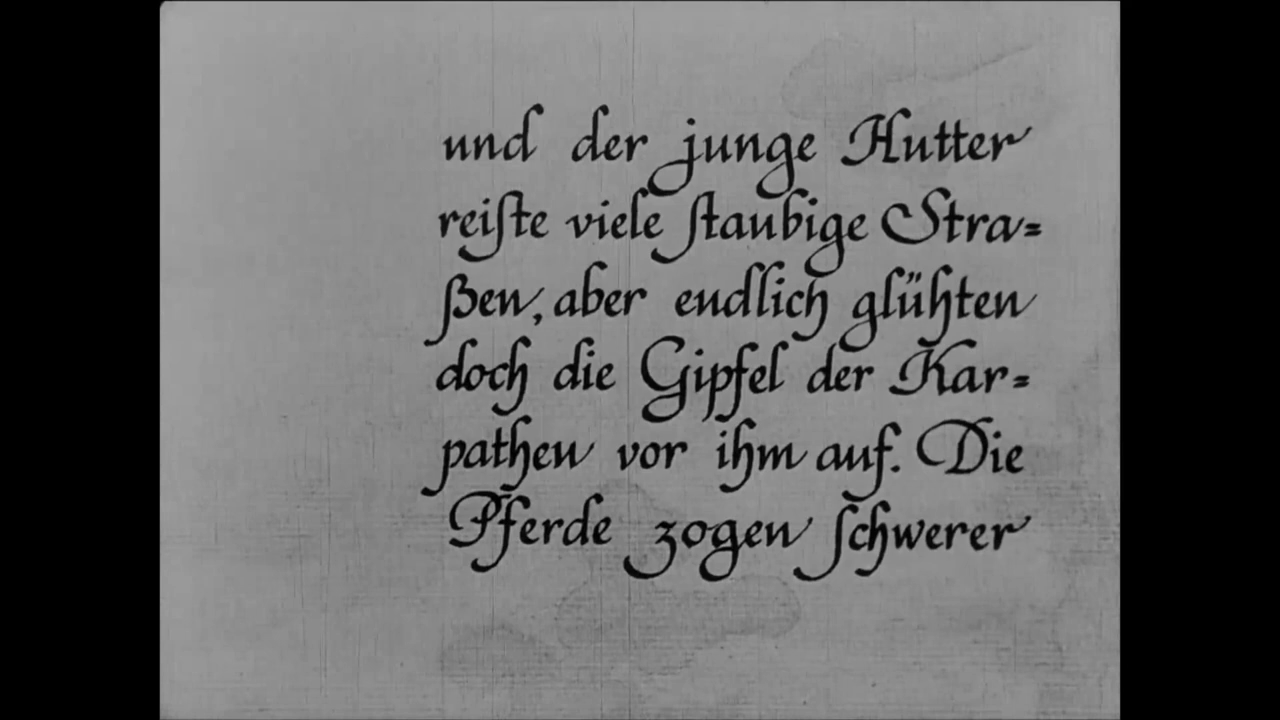 und der junge Hutter
reiſte viele ſtaubige Stra=
ßen, aber endlich glühten
doch die Gipfel der Kar=
pathen vor ihm auf. Die
Pferde zogen ſchwerer